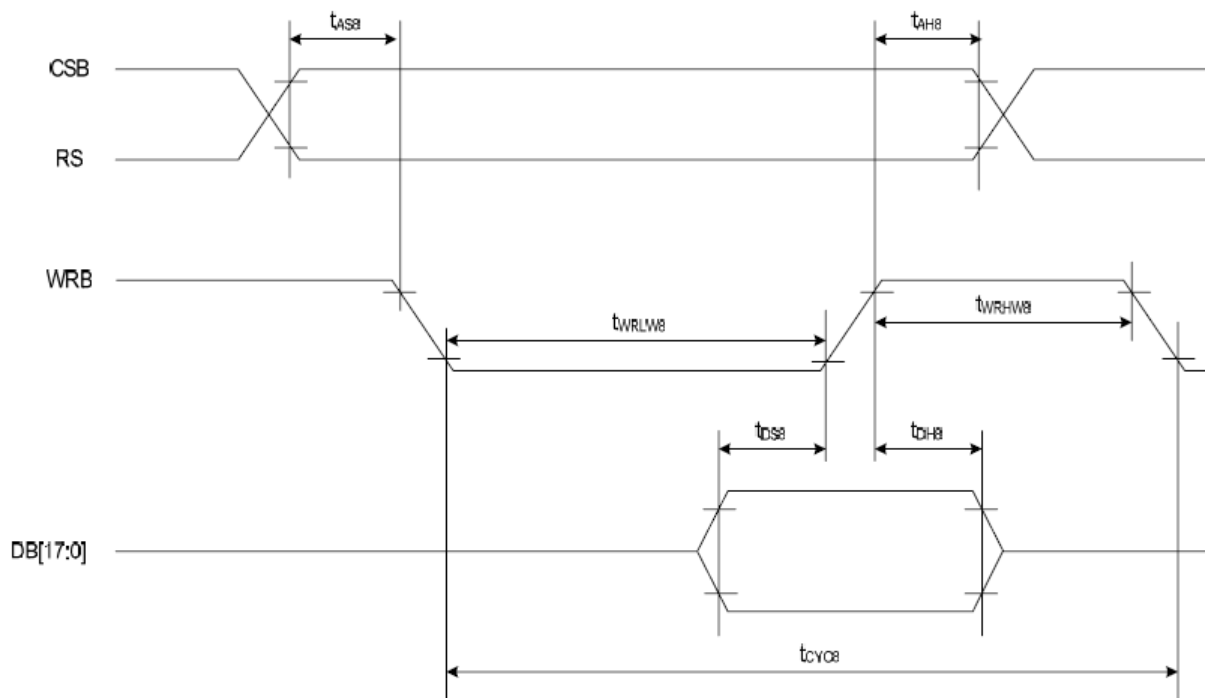 tAS8
tAH8
CSB
RS
WRB
tWRLW8
tWRHW8
tDS8
tDH8
DB[17:0]
tCYC8